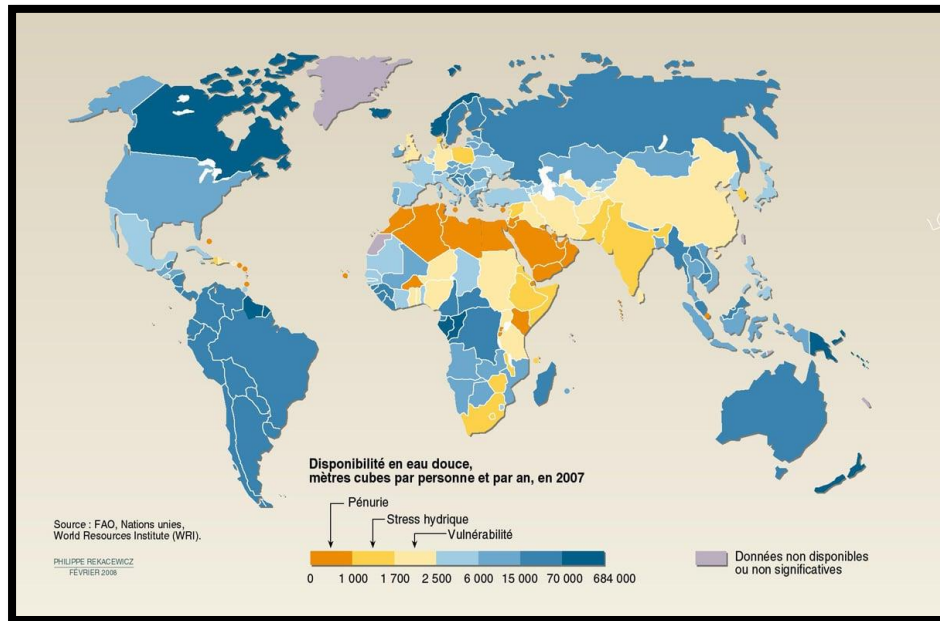 Disponibilité en eau douce,
mètres cubes par personne et par an, en 2007
Pénurie
Stress hydrique
Vulnérabilité
0 1 000 1 700 2 500 6 000 15 000 70 000 684 000
Source : FAO, Nations unies,
World Resources Institute (WRI).
PHILIPPE REKACEWICZ
FÉVRIER 2008
Données non disponibles
ou non significatives